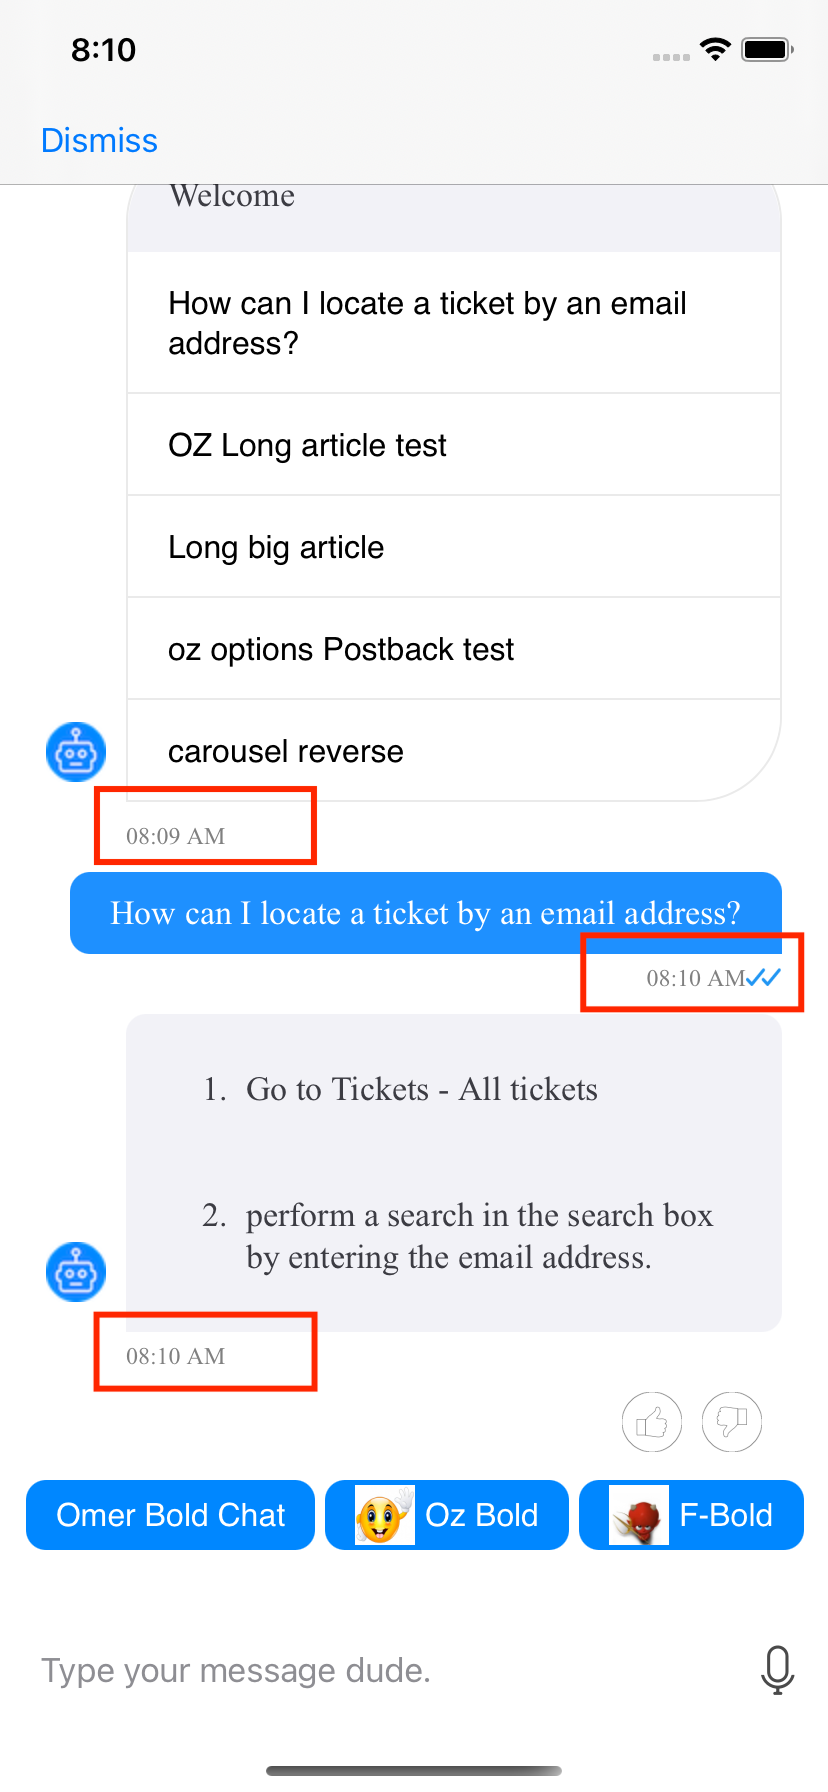 8:10
Dismiss
Welcome
How can I locate a ticket by an email
address?
OZ Long article test
Long big article
oz options Postback test
carousel reverse
08:09 AM
How can I locate a ticket by an email address?
08:10 AM
1. Go to Tickets - All tickets
2. perform a search in the search box
by entering the email address.
08:10 AM
Omer Bold Chat
Oz Bold
F-Bold
Type your message dude.